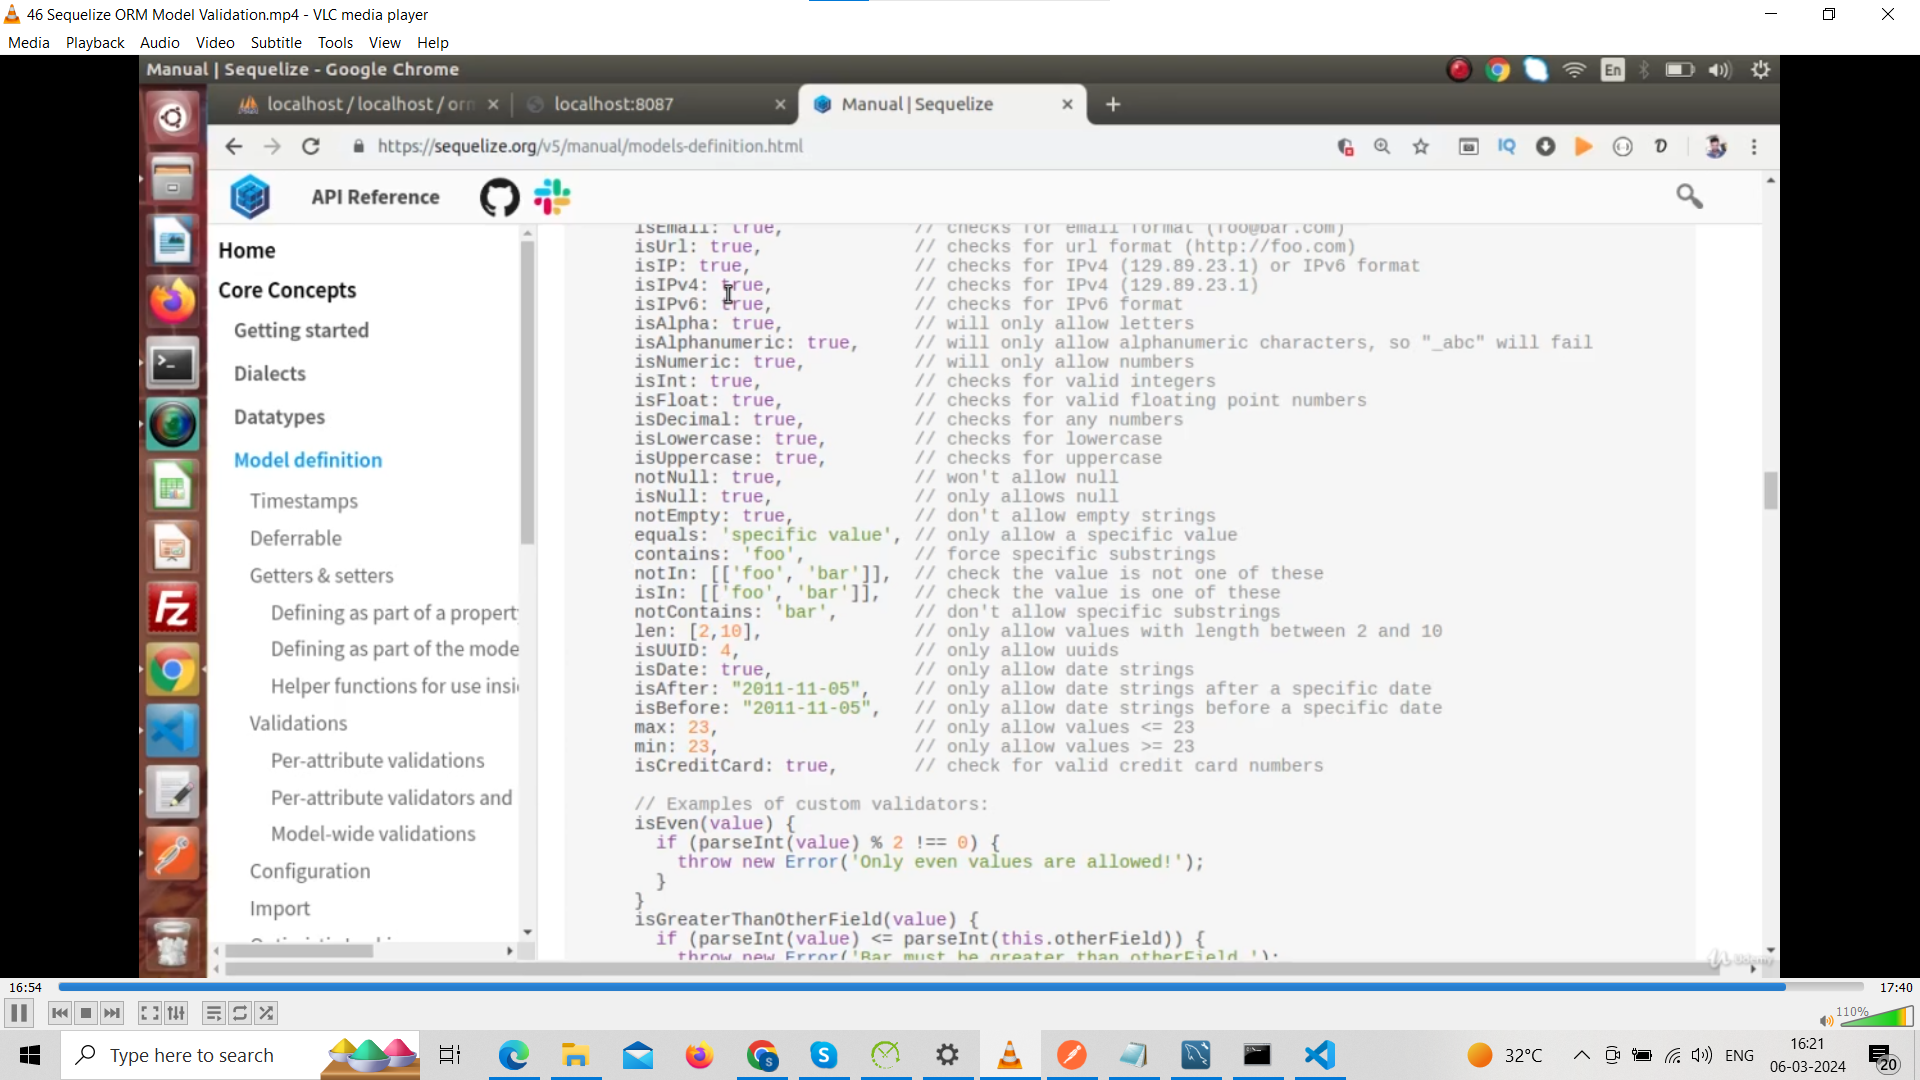 46 Sequelize ORM Model Validation.mp4 - VLC media player
Media Playback Audio Video Subtitle Tools View Help
Manual | Sequelize - Google Chrome
En
localhost / localhost / orm
localhost:8087
Manual | Sequelize
https://sequelize.org/v5/manual/models-definition.html
IQ
API Reference
Home
Core Concepts
Getting started
Dialects
Datatypes
Model definition
Timestamps
Deferrable
Getters & setters
Defining as part of a property
Defining as part of the mode
Helper functions for use insi
Validations
Per-attribute validations
Per-attribute validators and
Model-wide validations
Configuration
Import
isEmail: true, // checks for email format (foo@bar.com)
isUrl: true, // checks for url format (http://foo.com)
isIP: true, // checks for IPv4 (129.89.23.1) or IPv6 format
isIPv4: true, // checks for IPv4 (129.89.23.1)
isIPv6: true, // checks for IPv6 format
isAlpha: true, // will only allow letters
isAlphanumeric: true, // will only allow alphanumeric characters, so "_abc" will fail
isNumeric: true, // will only allow numbers
isInt: true, // checks for valid integers
isFloat: true, // checks for valid floating point numbers
isDecimal: true, // checks for any numbers
isLowercase: true, // checks for lowercase
isUppercase: true, // checks for uppercase
notNull: true, // won't allow null
isNull: true, // only allows null
notEmpty: true, // don't allow empty strings
equals: 'specific value', // only allow a specific value
contains: 'foo', // force specific substrings
notIn: [['foo', 'bar']], // check the value is not one of these
isIn: [['foo', 'bar']], // check the value is one of these
notContains: 'bar', // don't allow specific substrings
len: [2,10], // only allow values with length between 2 and 10
isUUID: 4, // only allow uuids
isDate: true, // only allow date strings
isAfter: "2011-11-05", // only allow date strings after a specific date
isBefore: "2011-11-05", // only allow date strings before a specific date
max: 23, // only allow values <= 23
min: 23, // only allow values >= 23
isCreditCard: true, // check for valid credit card numbers
// Examples of custom validators:
isEven(value) {
if (parseInt(value) % 2 !== 0) {
throw new Error('Only even values are allowed!');
}
}
isGreaterThanOtherField(value) {
if (parseInt(value) <= parseInt(this.otherField)) {
throw new Error('Bar must be greater than otherField.');
Udemy
16:54
17:40
110%
Type here to search
32°C
ENG
16:21
06-03-2024
20